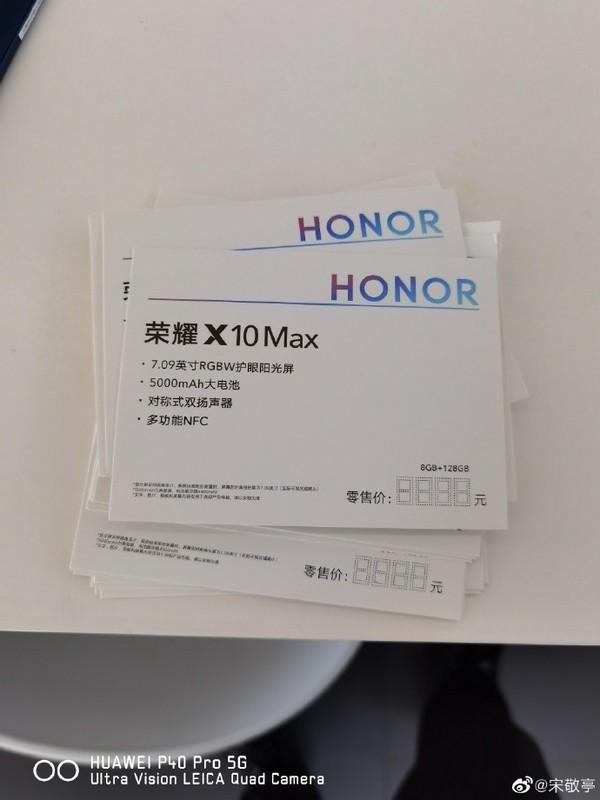 HONOR
HONOR
荣耀 X10 Max
· 7.09英寸RGBW护眼阳光屏
· 5000mAh大电池
· 对称式双扬声器
· 多功能NFC
8GB+128GB
零售价：
元
零售价：
元
HUAWEI P40 Pro 5G
Ultra Vision LEICA Quad Camera
@宋敬亭